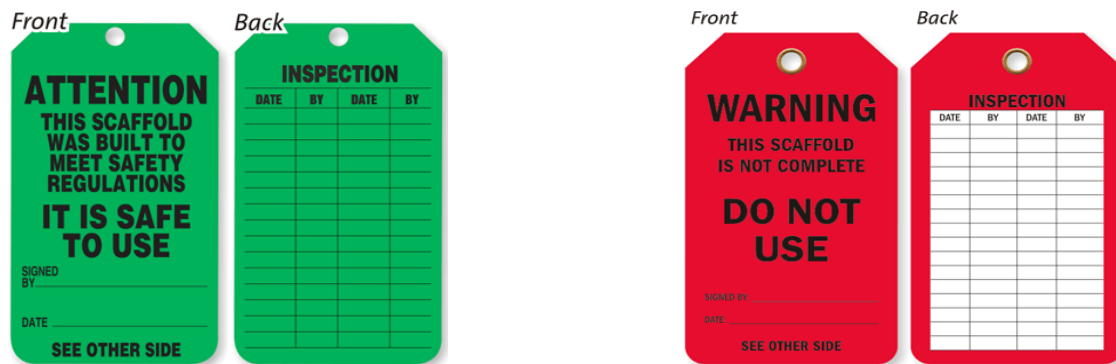 Front
ATTENTION
THIS SCAFFOLD
WAS BUILT TO
MEET SAFETY
REGULATIONS
IT IS SAFE
TO USE
SIGNED
BY
DATE
SEE OTHER SIDE
Back
INSPECTION
DATE BY DATE BY
Front
WARNING
THIS SCAFFOLD
IS NOT COMPLETE
DO NOT
USE
SIGNED BY:
DATE:
SEE OTHER SIDE
Back
INSPECTION
DATE BY DATE BY